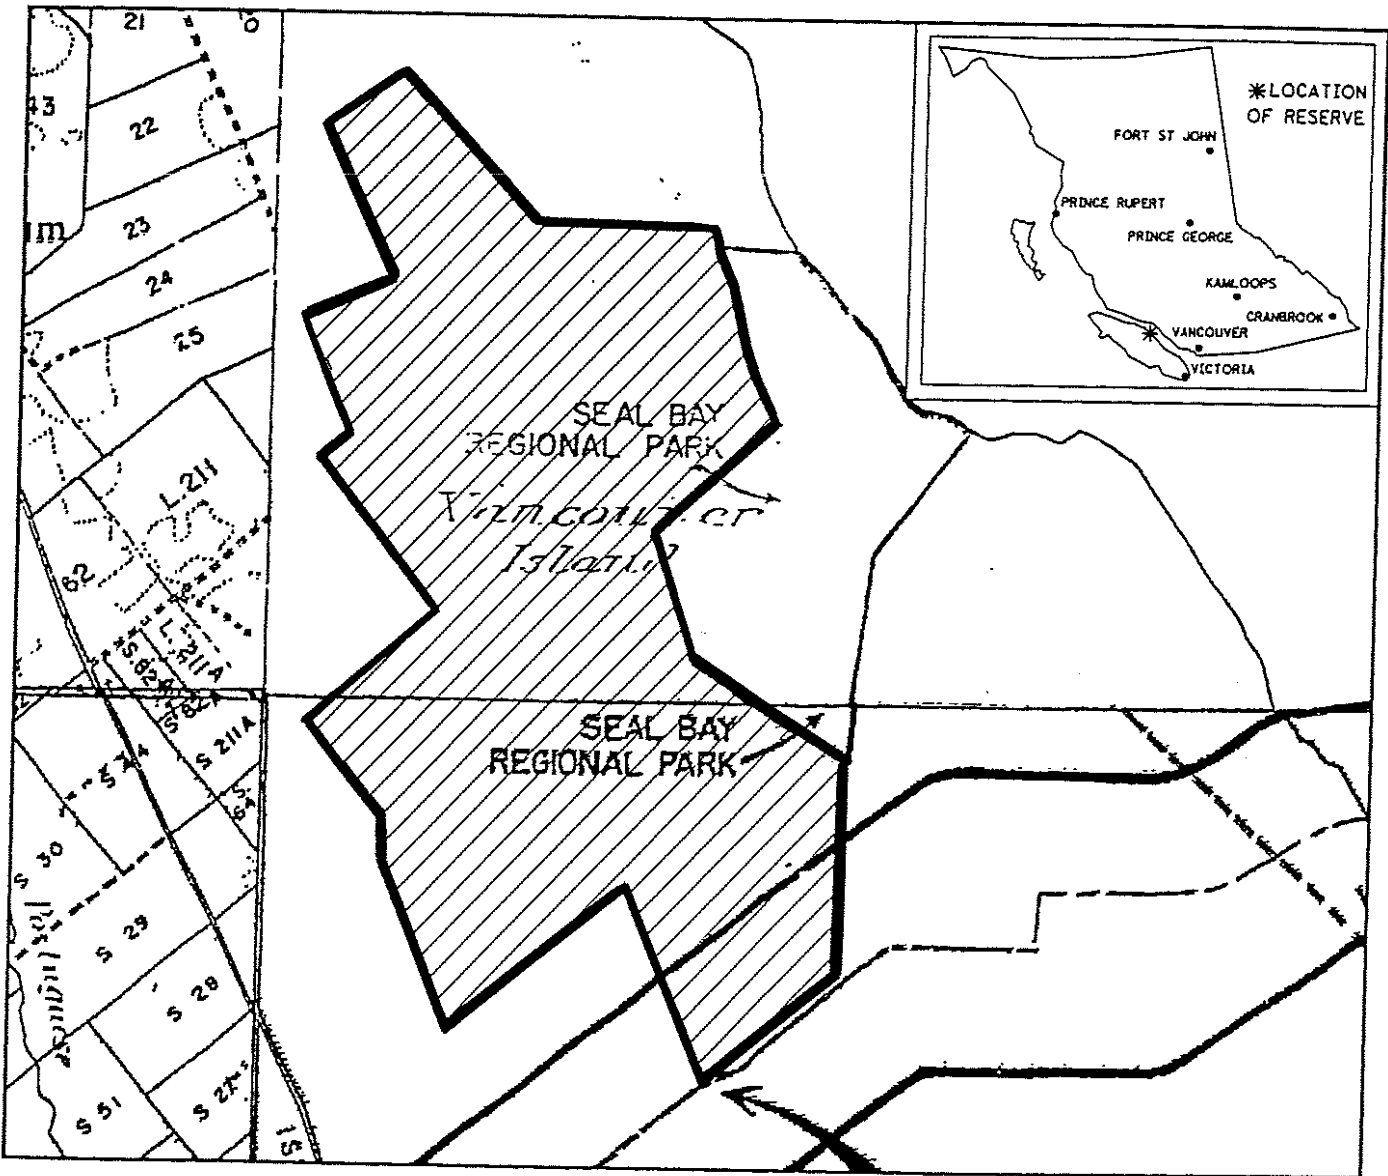 21
22
23
24
25
L.211
62
L. 211A
S.82A
S 82A
S 211A
S 30
S 29
S 28
S 27
S 51
15
SEAL BAY
REGIONAL PARK
Vancouver
Island
SEAL BAY
REGIONAL PARK
*LOCATION
OF RESERVE
FORT ST JOHN
PRINCE RUPERT
PRINCE GEORGE
KAMLOOPS
CRANBROOK
VANCOUVER
VICTORIA